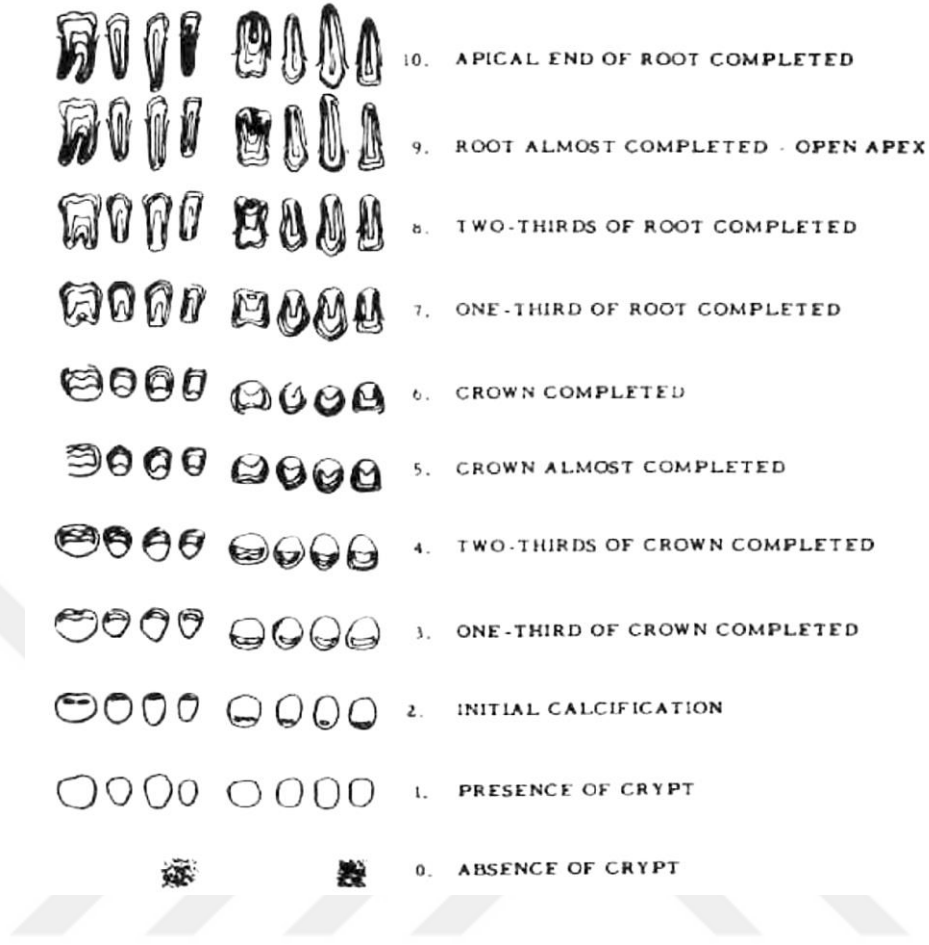 10. APICAL END OF ROOT COMPLETED
9. ROOT ALMOST COMPLETED - OPEN APEX
8. TWO-THIRDS OF ROOT COMPLETED
7. ONE-THIRD OF ROOT COMPLETED
6. CROWN COMPLETED
5. CROWN ALMOST COMPLETED
4. TWO-THIRDS OF CROWN COMPLETED
3. ONE-THIRD OF CROWN COMPLETED
2. INITIAL CALCIFICATION
1. PRESENCE OF CRYPT
0. ABSENCE OF CRYPT